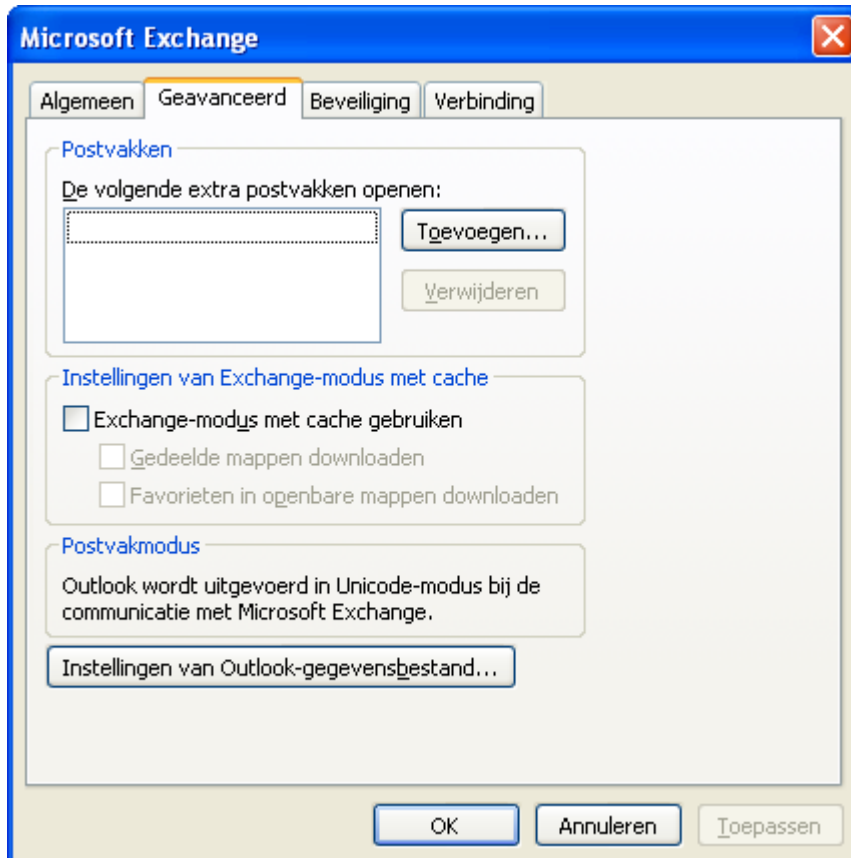 Microsoft Exchange
Algemeen Geavanceerd Beveiliging Verbinding
Postvakken
De volgende extra postvakken openen:
Toevoegen...
Verwijderen
Instellingen van Exchange-modus met cache
Exchange-modus met cache gebruiken
Gedeelde mappen downloaden
Favorieten in openbare mappen downloaden
Postvakmodus
Outlook wordt uitgevoerd in Unicode-modus bij de
communicatie met Microsoft Exchange.
Instellingen van Outlook-gegevensbestand...
OK Annuleren Toepassen